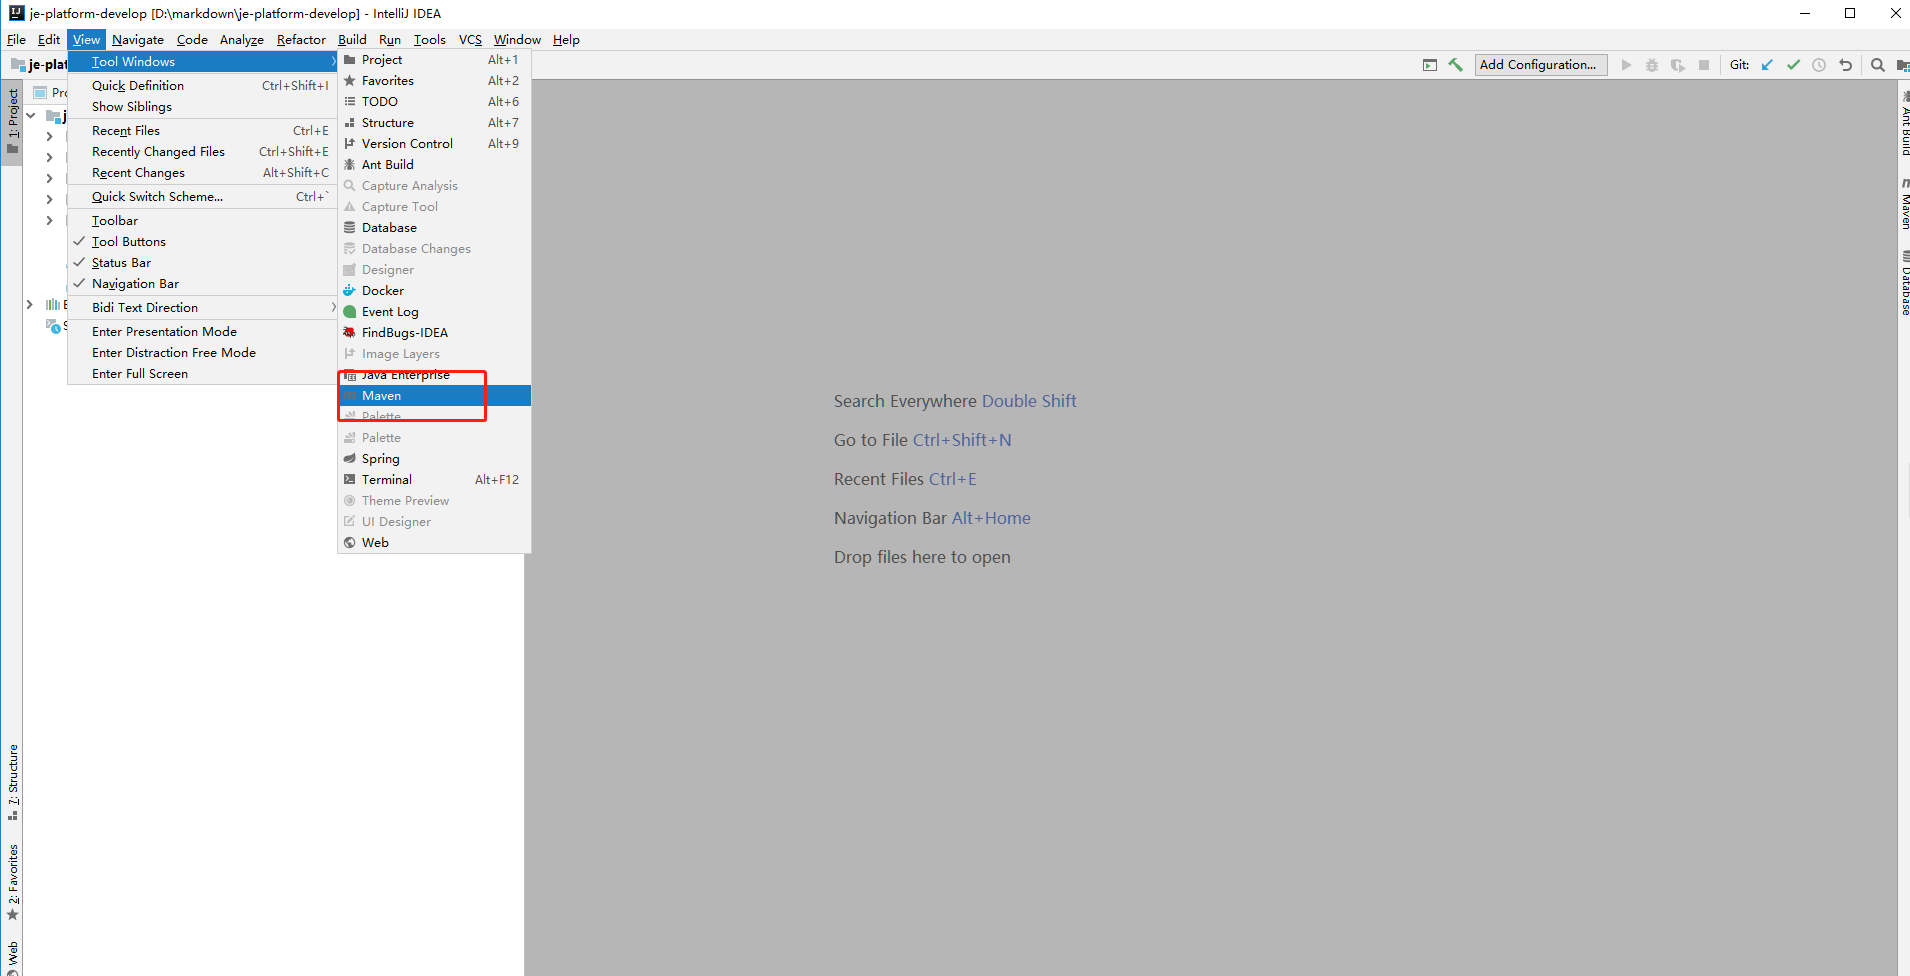 je-platform-develop [D:\markdown\je-platform-develop] - IntelliJ IDEA
File Edit View Navigate Code Analyze Refactor Build Run Tools VCS Window Help
je-plat
Add Configuration...
Git:
1: Project
Pro
Tool Windows
Quick Definition Ctrl+Shift+I
Show Siblings
Recent Files Ctrl+E
Recently Changed Files Ctrl+Shift+E
Recent Changes Alt+Shift+C
Quick Switch Scheme... Ctrl+`
Toolbar
Tool Buttons
Status Bar
Navigation Bar
Bidi Text Direction
Enter Presentation Mode
Enter Distraction Free Mode
Enter Full Screen
Project Alt+1
Favorites Alt+2
TODO Alt+6
Structure Alt+7
Version Control Alt+9
Ant Build
Capture Analysis
Capture Tool
Database
Database Changes
Designer
Docker
Event Log
FindBugs-IDEA
Image Layers
Java Enterprise
Maven
Palette
Palette
Spring
Terminal Alt+F12
Theme Preview
UI Designer
Web
Search Everywhere Double Shift
Go to File Ctrl+Shift+N
Recent Files Ctrl+E
Navigation Bar Alt+Home
Drop files here to open
Ant Build
Maven
Database
7: Structure
2: Favorites
Web